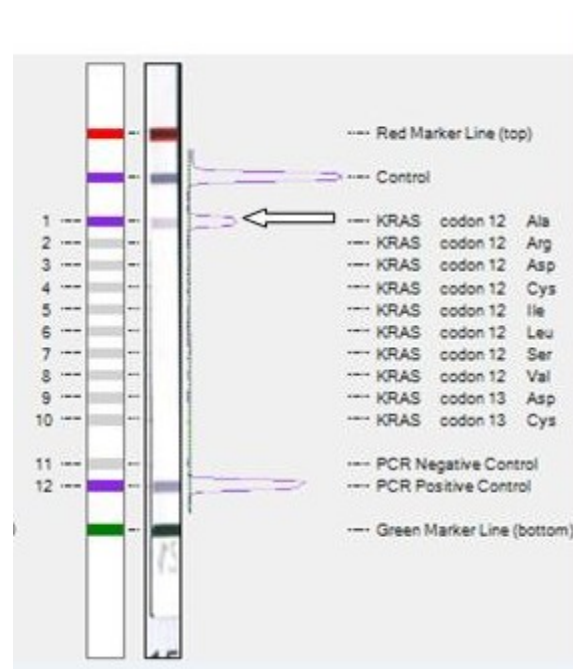 Red Marker Line (top)
Control
1 KRAS codon 12 Ala
2 KRAS codon 12 Arg
3 KRAS codon 12 Asp
4 KRAS codon 12 Cys
5 KRAS codon 12 Ile
6 KRAS codon 12 Leu
7 KRAS codon 12 Ser
8 KRAS codon 12 Val
9 KRAS codon 13 Asp
10 KRAS codon 13 Cys
11 PCR Negative Control
12 PCR Positive Control
Green Marker Line (bottom)